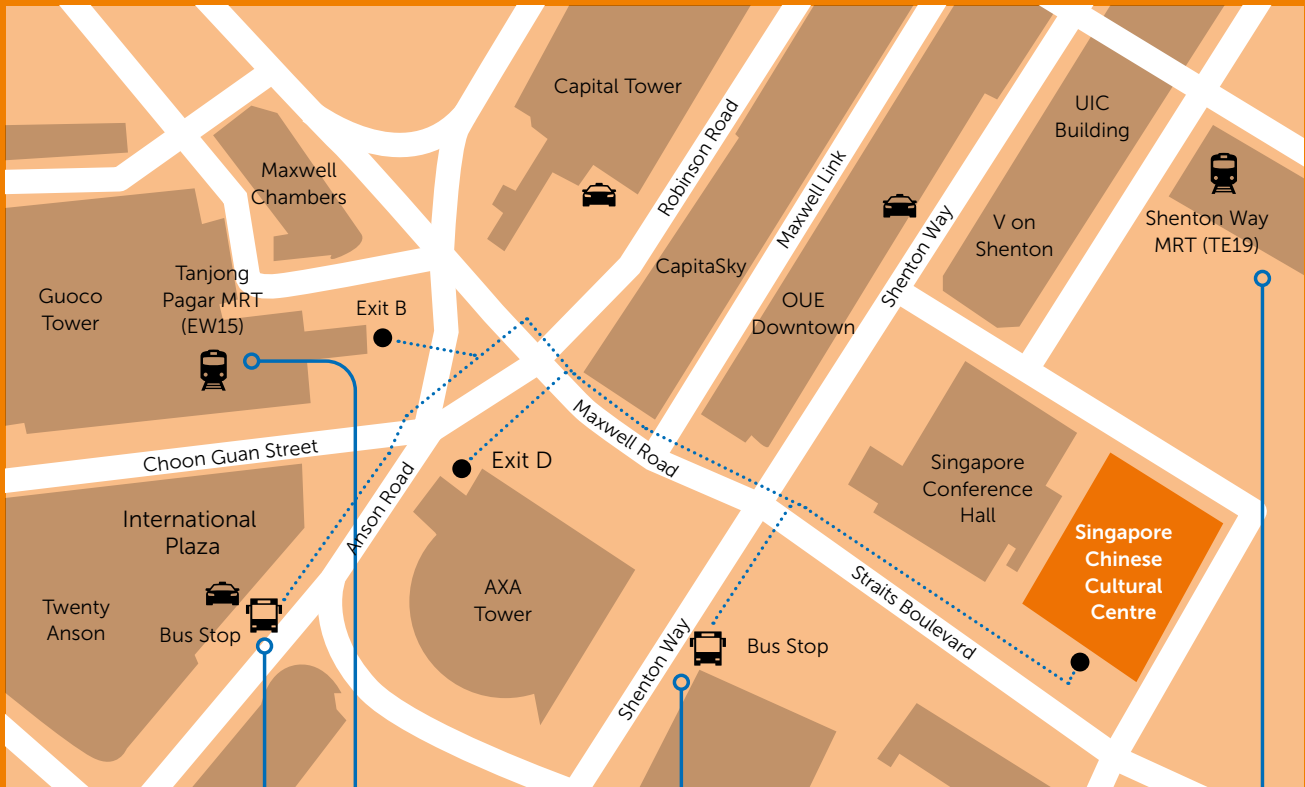 Capital Tower
UIC
Building
Robinson Road
Maxwell
Chambers
Maxwell Link
Shenton Way
MRT (TE19)
V on
Shenton
Shenton Way
CapitaSky
Tanjong
Pagar MRT
(EW15)
Guoco
Tower
Exit B
OUE
Downtown
Maxwell Road
Choon Guan Street
Exit D
Singapore
Conference
Hall
Anson Road
International
Plaza
Singapore
Chinese
Cultural
Centre
AXA
Tower
Straits Boulevard
Twenty
Anson
Bus Stop
Shenton Way
Bus Stop